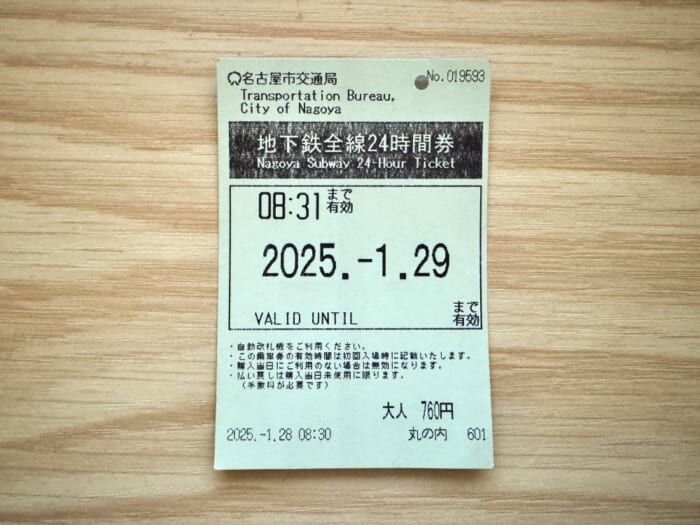 名古屋市交通局
No.019593
Transportation Bureau,
City of Nagoya
地下鉄全線24時間券
Nagoya Subway 24-Hour Ticket
08:31まで有効
2025.-1.29
VALID UNTIL
まで有効
・自動改札機をご利用ください。
・この乗車券の有効時間は初回入場時に記載いたします。
・購入当日にご利用のない場合は無効になります。
・払い戻しは購入当日未使用に限ります。
（手数料が必要です）
大人 760円
2025.-1.28 08:30
丸の内 601